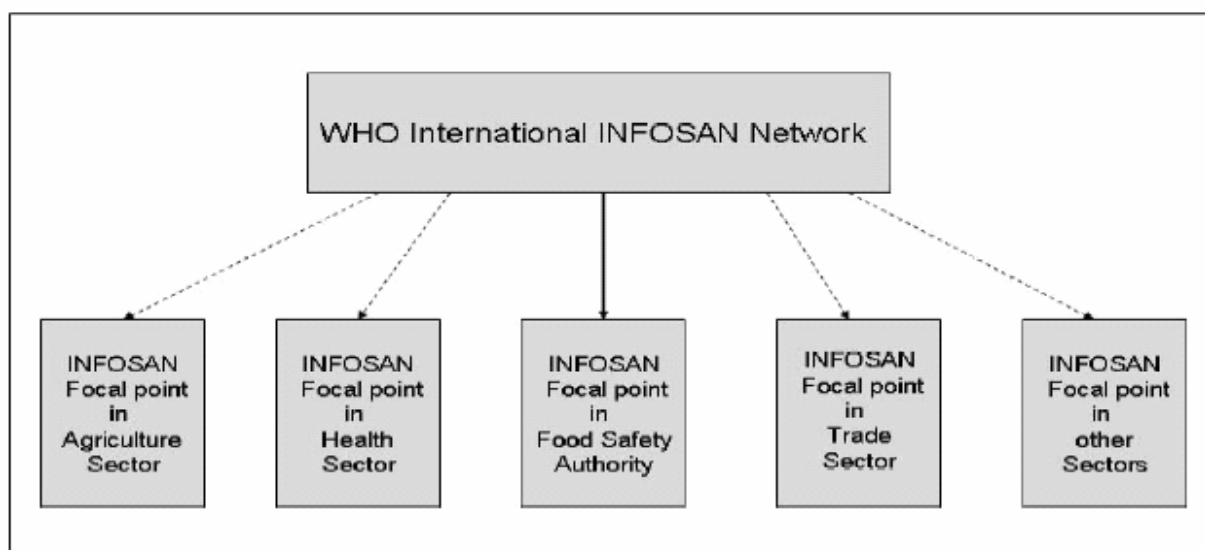 WHO International INFOSAN Network
INFOSAN
Focal point
in
Agriculture
Sector
INFOSAN
Focal point
in
Health
Sector
INFOSAN
Focal point
in
Food Safety
Authority
INFOSAN
Focal point
in
Trade
Sector
INFOSAN
Focal point
in
other
Sectors